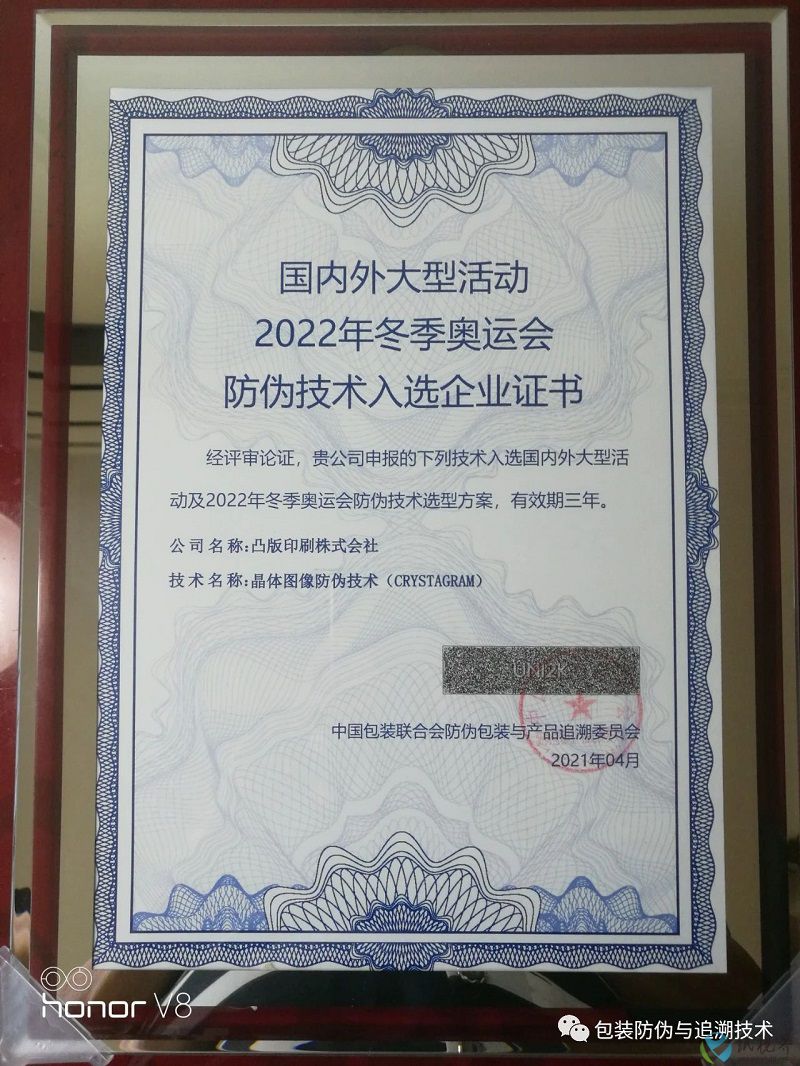 国内外大型活动
2022年冬季奥运会
防伪技术入选企业证书
经评审论证，贵公司申报的下列技术入选国内外大型活
动及2022年冬季奥运会防伪技术选型方案，有效期三年。
公司名称:凸版印刷株式会社
技术名称:晶体图像防伪技术（CRYSTAGRAM）
UNI2K
中国包装联合会防伪包装与产品追溯委员会
2021年04月
honor V8
包装防伪与追溯技术